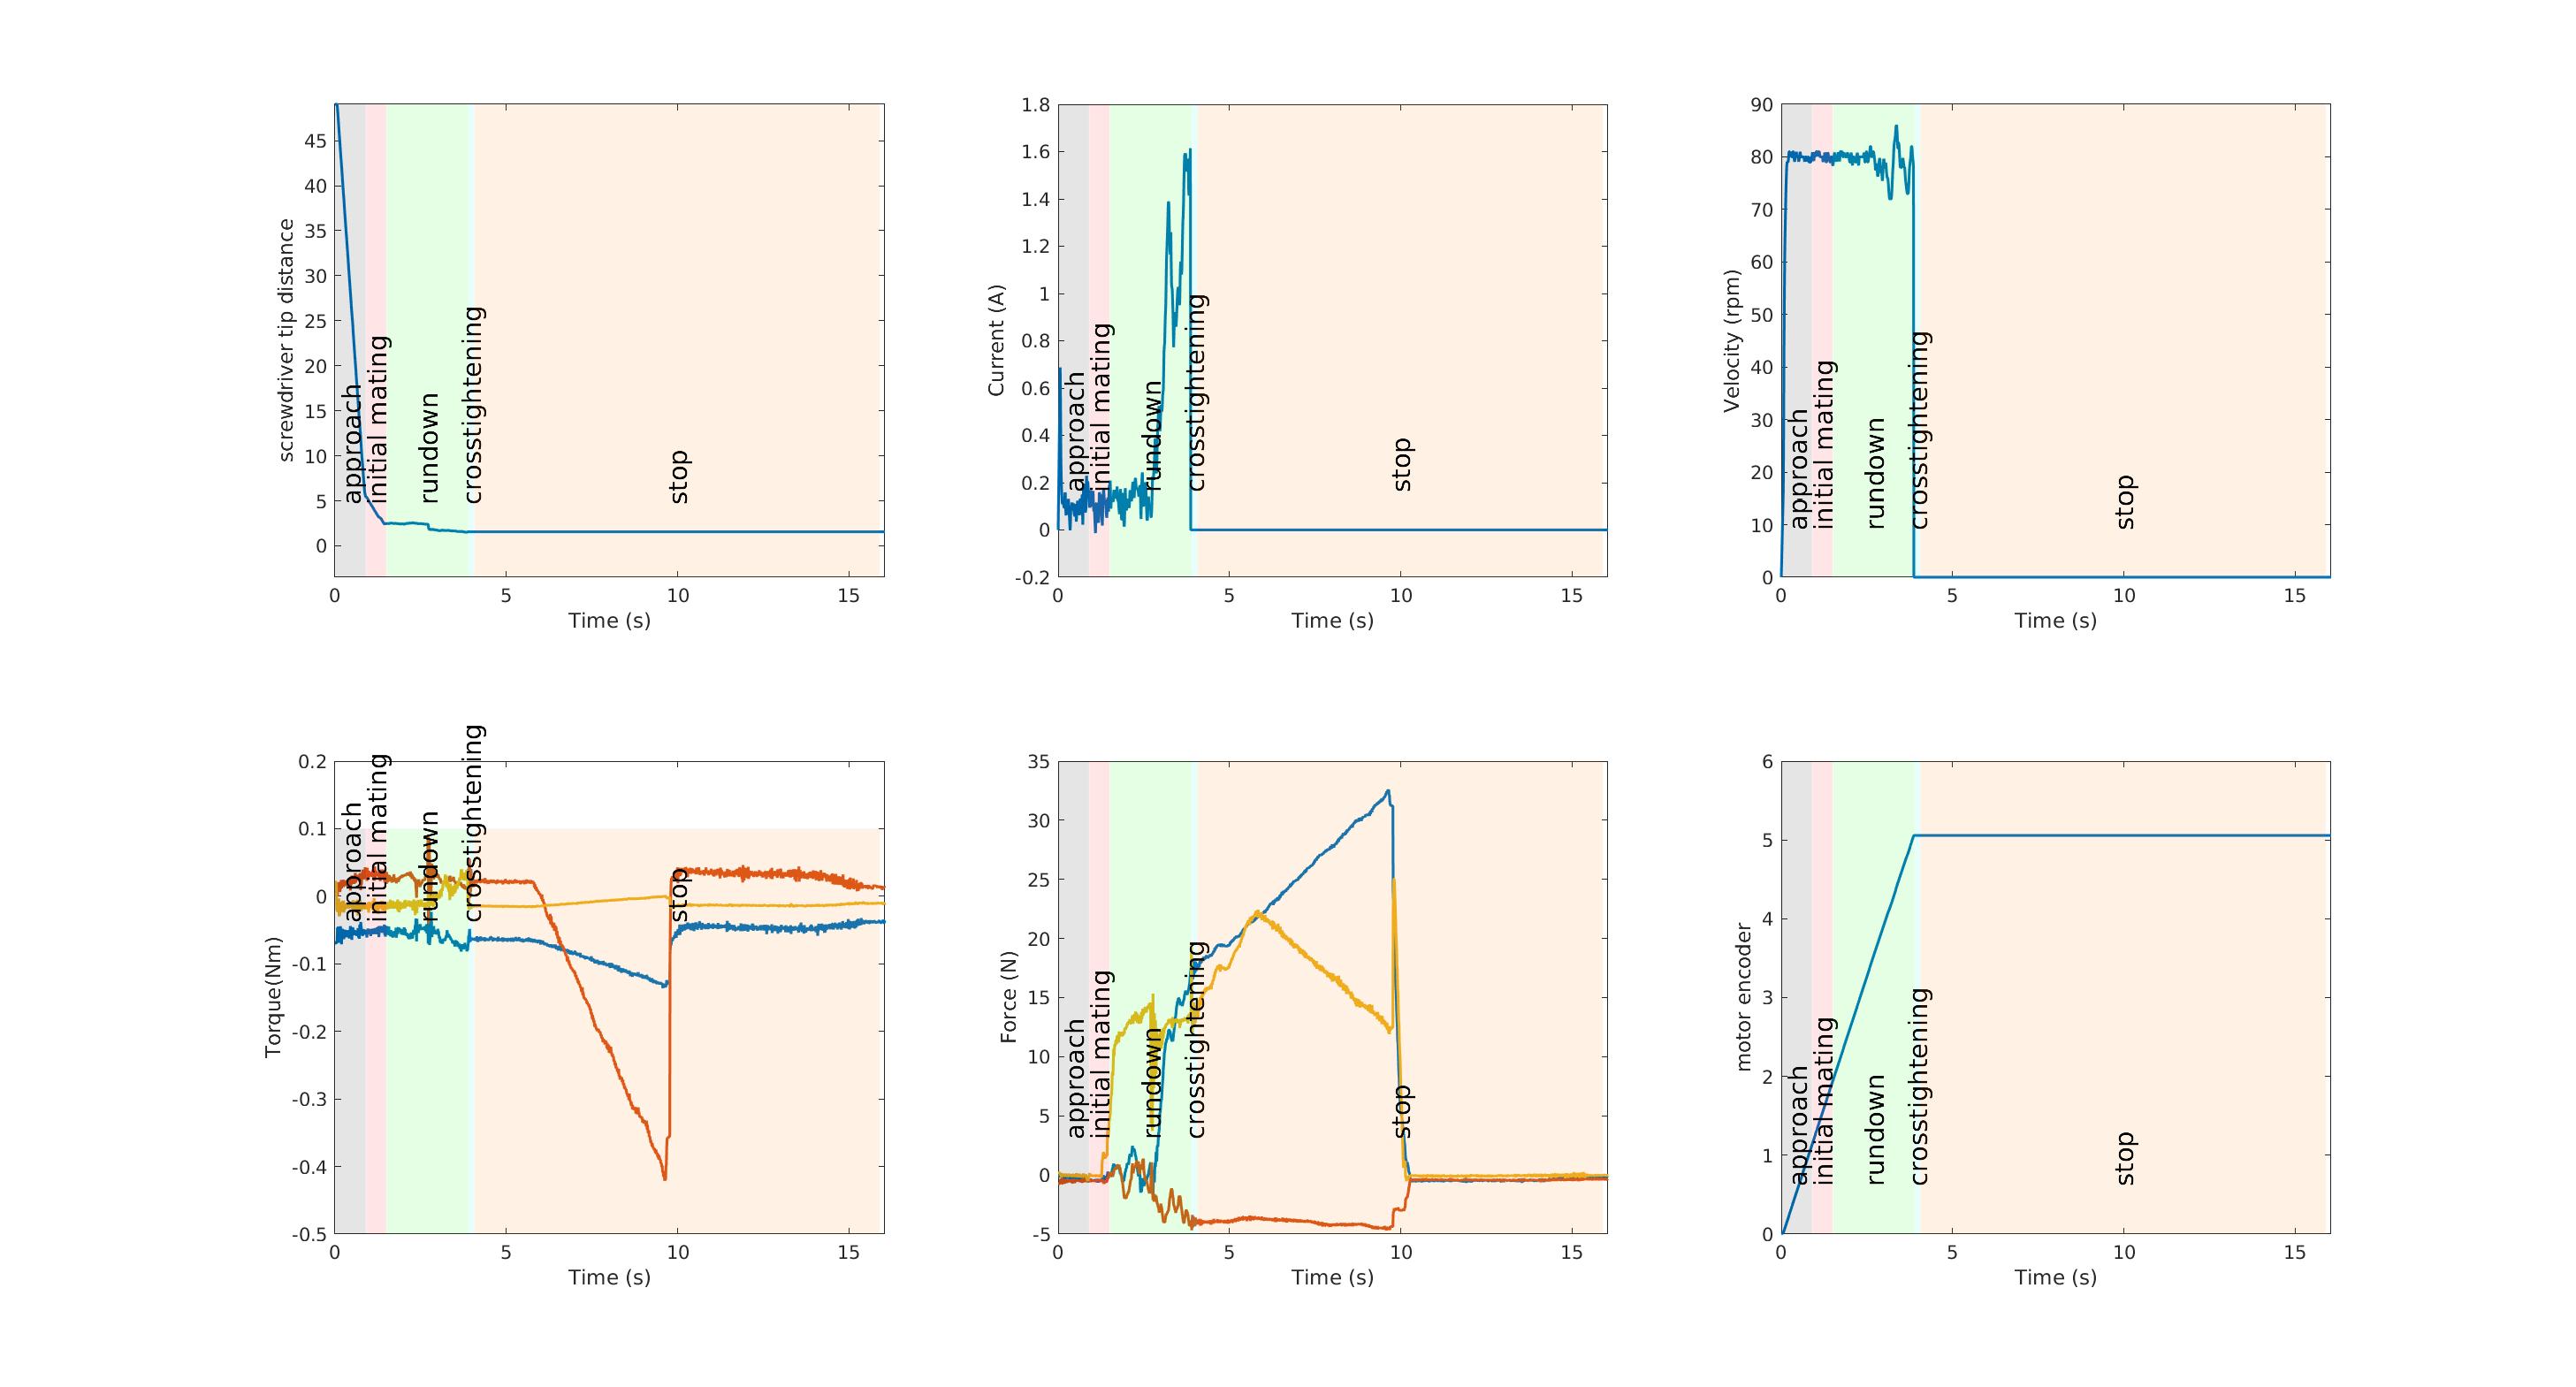 screwdriver tip distance
45
40
35
30
25
20
15
10
5
0
approach
initial mating
rundown
crosstightening
stop
0 5 10 15
Time (s)
Current (A)
1.8
1.6
1.4
1.2
1
0.8
0.6
0.4
0.2
0
-0.2
approach
initial mating
rundown
crosstightening
stop
0 5 10 15
Time (s)
Velocity (rpm)
90
80
70
60
50
40
30
20
10
0
approach
initial mating
rundown
crosstightening
stop
0 5 10 15
Time (s)
Torque(Nm)
0.2
0.1
0
-0.1
-0.2
-0.3
-0.4
-0.5
approach
initial mating
rundown
crosstightening
stop
0 5 10 15
Time (s)
Force (N)
35
30
25
20
15
10
5
0
-5
approach
initial mating
rundown
crosstightening
stop
0 5 10 15
Time (s)
motor encoder
6
5
4
3
2
1
0
approach
initial mating
rundown
crosstightening
stop
0 5 10 15
Time (s)